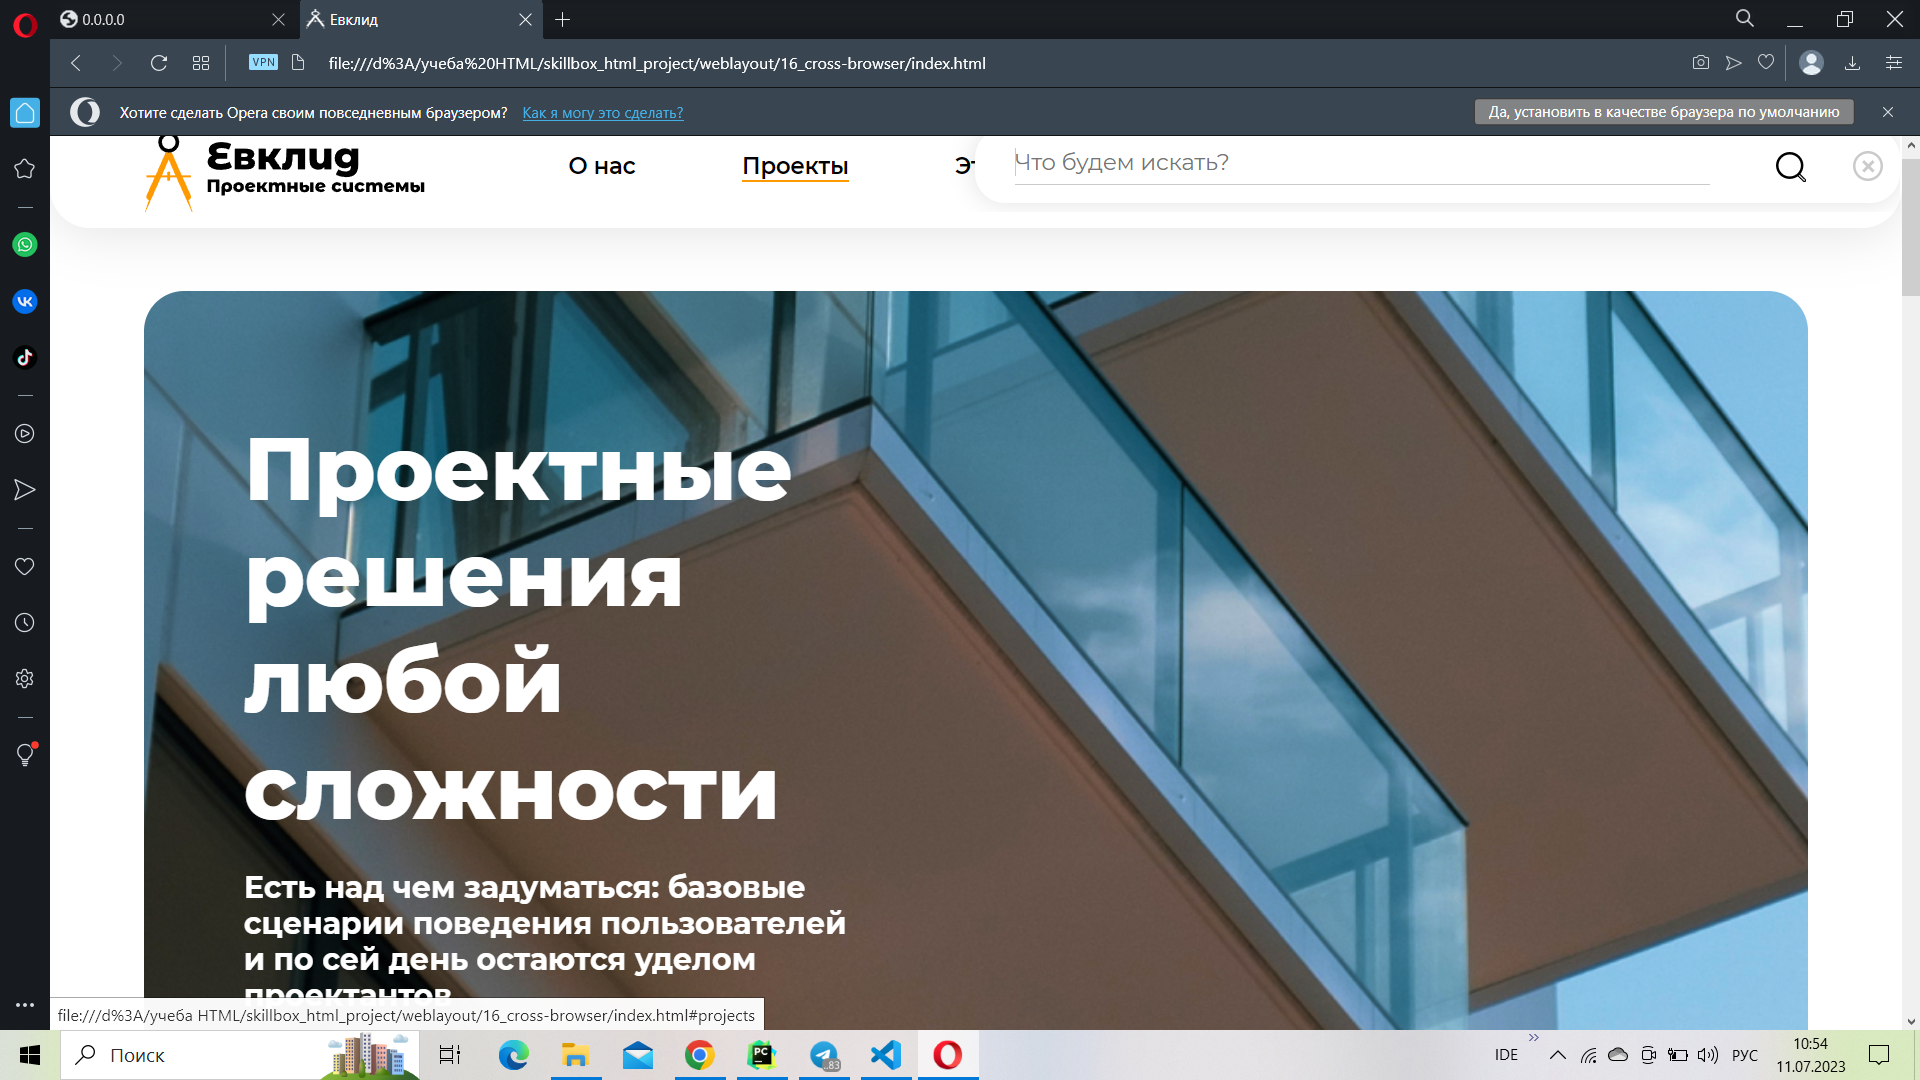 0.0.0.0
Евклид
VPN
file:///d%3A/учеба%20HTML/skillbox_html_project/weblayout/16_cross-browser/index.html
Хотите сделать Opera своим повседневным браузером? Как я могу это сделать?
Да, установить в качестве браузера по умолчанию
Евклид
Проектные системы
О нас
Проекты
Эт
Что будем искать?
Проектные
решения
любой
сложности
Есть над чем задуматься: базовые
сценарии поведения пользователей
и по сей день остаются уделом
проектантов
file:///d%3A/учеба HTML/skillbox_html_project/weblayout/16_cross-browser/index.html#projects
Поиск
PC
..83
IDE
РУС
10:54
11.07.2023